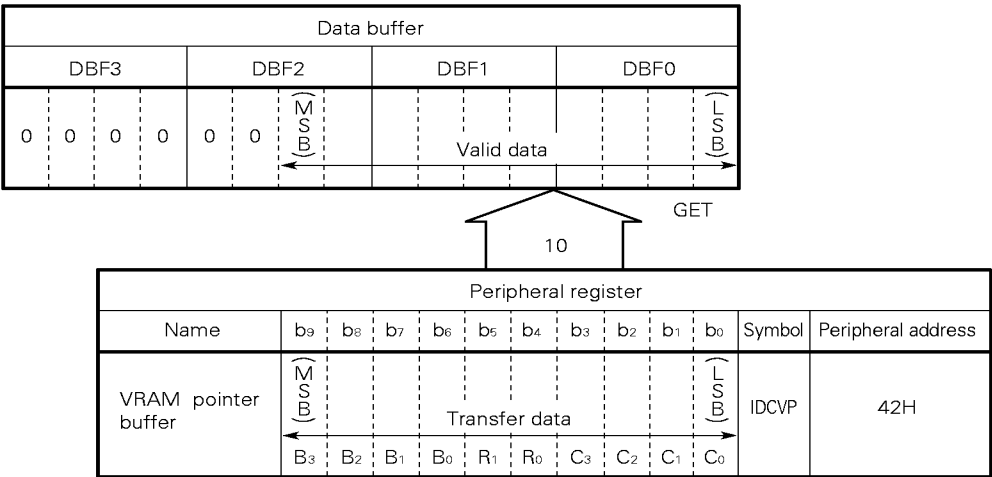 Data buffer
DBF3 DBF2 DBF1 DBF0
0 0 0 0 0 0 (MSB) (LSB)
Valid data
GET
10
Peripheral register
Name b9 b8 b7 b6 b5 b4 b3 b2 b1 b0 Symbol Peripheral address
(MSB) (LSB)
VRAM pointer buffer IDCVP 42H
Transfer data
B3 B2 B1 B0 R1 R0 C3 C2 C1 C0